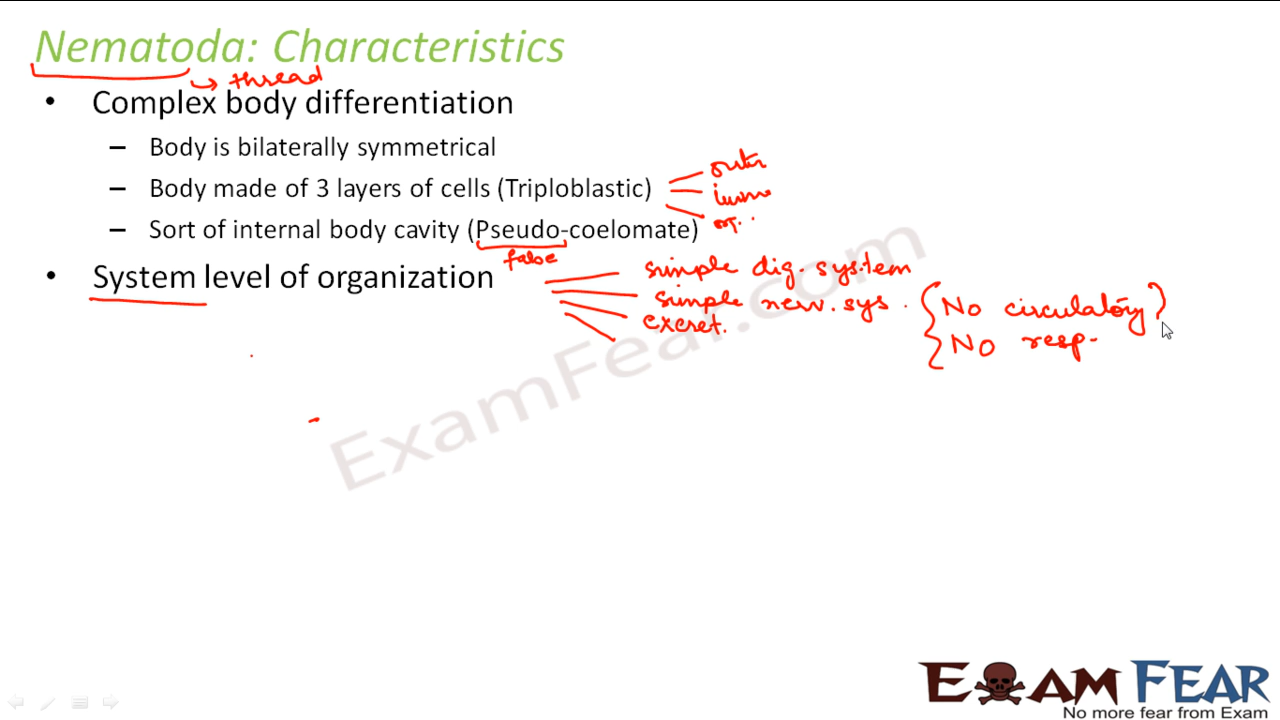 Nematoda: Characteristics
→ thread
• Complex body differentiation
– Body is bilaterally symmetrical
– Body made of 3 layers of cells (Triploblastic)
outer
inner
– Sort of internal body cavity (Pseudo-coelomate)
false
• System level of organization
simple dig. system
simple nerv. sys.
excret.
No circulatory
No resp.
ExamFear.com
EXAM FEAR
No more fear from Exam